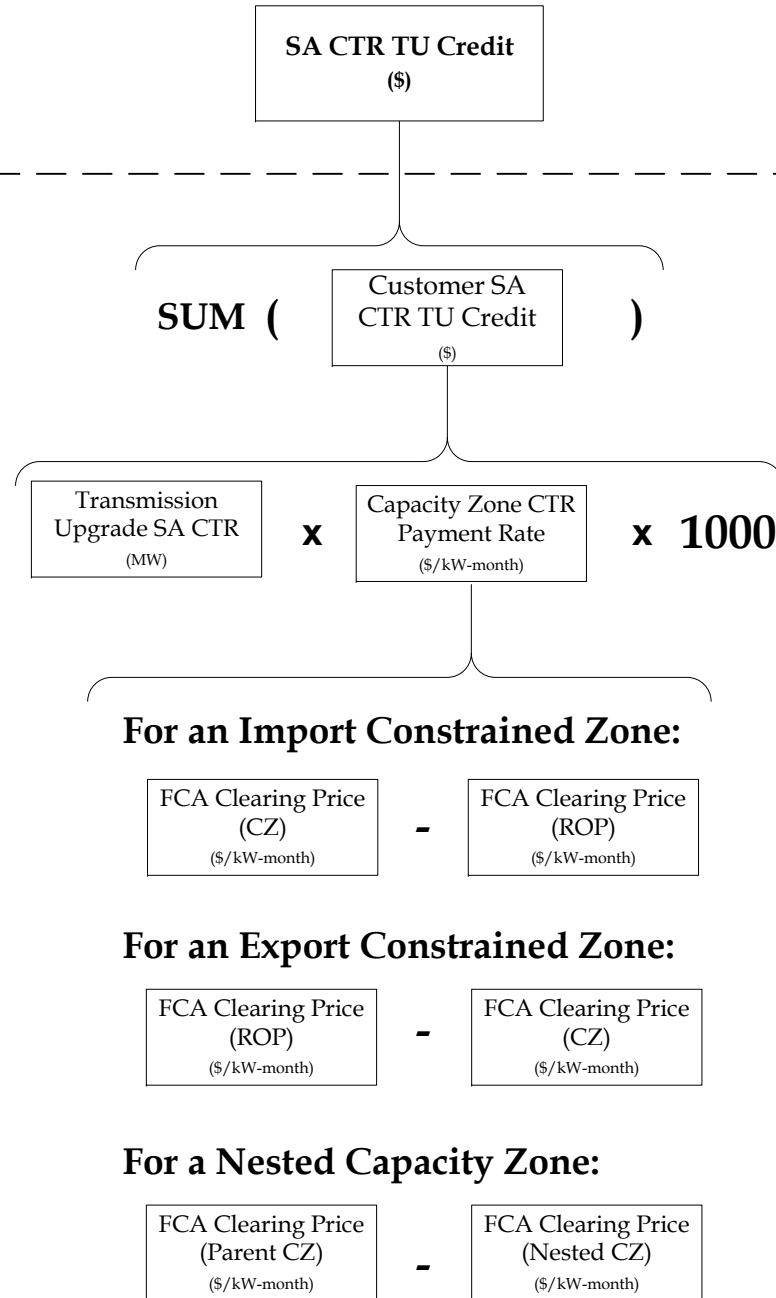 SA CTR TU Credit
($)
SUM ( Customer SA CTR TU Credit ($) )
Transmission Upgrade SA CTR (MW) x Capacity Zone CTR Payment Rate ($/kW-month) x 1000
For an Import Constrained Zone:
FCA Clearing Price (CZ) ($/kW-month) - FCA Clearing Price (ROP) ($/kW-month)
For an Export Constrained Zone:
FCA Clearing Price (ROP) ($/kW-month) - FCA Clearing Price (CZ) ($/kW-month)
For a Nested Capacity Zone:
FCA Clearing Price (Parent CZ) ($/kW-month) - FCA Clearing Price (Nested CZ) ($/kW-month)